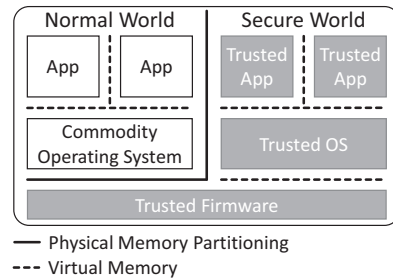 Normal World
Secure World
App
App
Trusted
App
Trusted
App
Commodity
Operating System
Trusted OS
Trusted Firmware
Physical Memory Partitioning
Virtual Memory